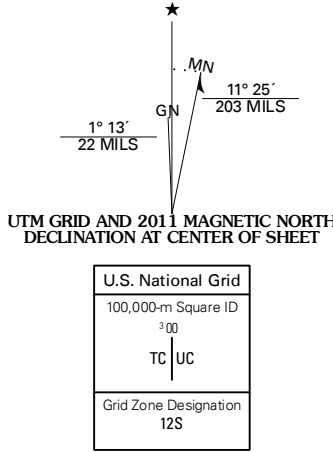 ★
MN
GN
11° 25´
203 MILS
1° 13´
22 MILS
UTM GRID AND 2011 MAGNETIC NORTH
DECLINATION AT CENTER OF SHEET
U.S. National Grid
100,000-m Square ID
³00
TC UC
Grid Zone Designation
12S